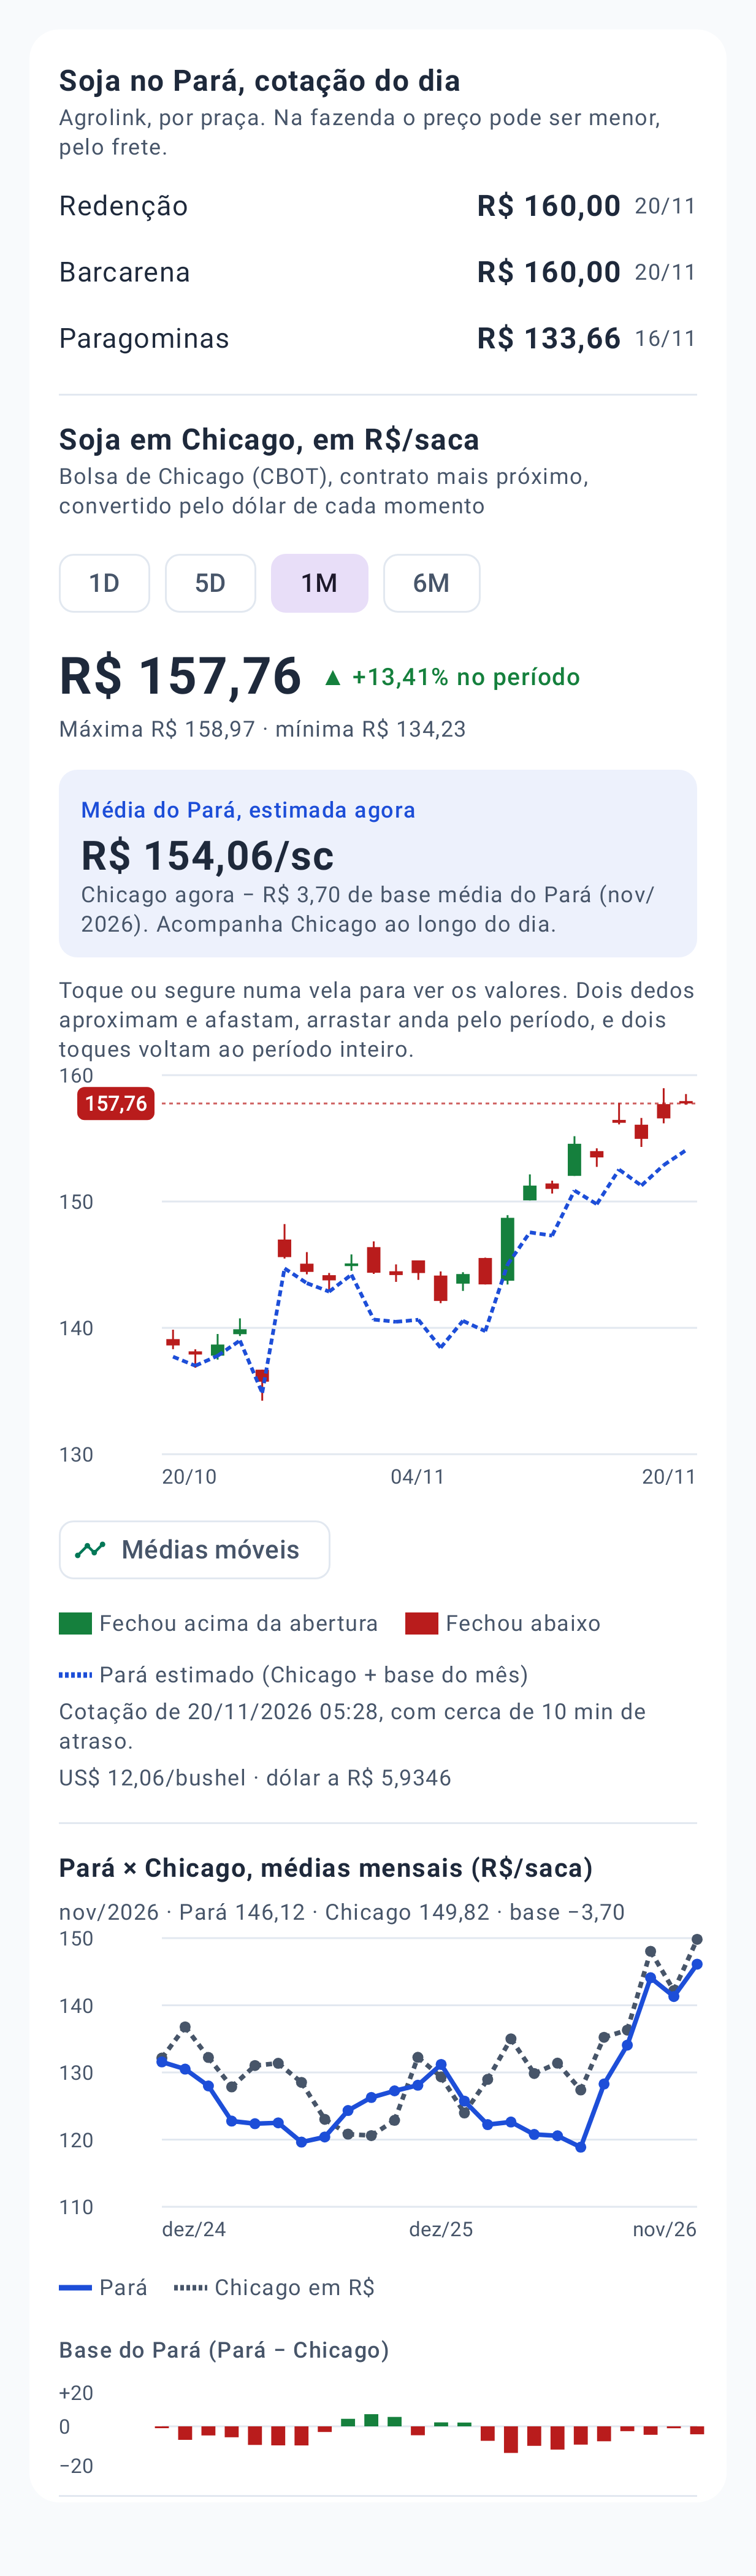 Soja no Pará, cotação do dia
Agrolink, por praça. Na fazenda o preço pode ser menor,
pelo frete.
Redenção R$ 160,00 20/11
Barcarena R$ 160,00 20/11
Paragominas R$ 133,66 16/11
Soja em Chicago, em R$/saca
Bolsa de Chicago (CBOT), contrato mais próximo,
convertido pelo dólar de cada momento
1D 5D 1M 6M
R$ 157,76 ▲ +13,41% no período
Máxima R$ 158,97 · mínima R$ 134,23
Média do Pará, estimada agora
R$ 154,06/sc
Chicago agora − R$ 3,70 de base média do Pará (nov/
2026). Acompanha Chicago ao longo do dia.
Toque ou segure numa vela para ver os valores. Dois dedos
aproximam e afastam, arrastar anda pelo período, e dois
toques voltam ao período inteiro.
160
157,76
150
140
130
20/10 04/11 20/11
Médias móveis
Fechou acima da abertura Fechou abaixo
Pará estimado (Chicago + base do mês)
Cotação de 20/11/2026 05:28, com cerca de 10 min de
atraso.
US$ 12,06/bushel · dólar a R$ 5,9346
Pará × Chicago, médias mensais (R$/saca)
nov/2026 · Pará 146,12 · Chicago 149,82 · base −3,70
150
140
130
120
110
dez/24 dez/25 nov/26
Pará Chicago em R$
Base do Pará (Pará − Chicago)
+20
0
−20